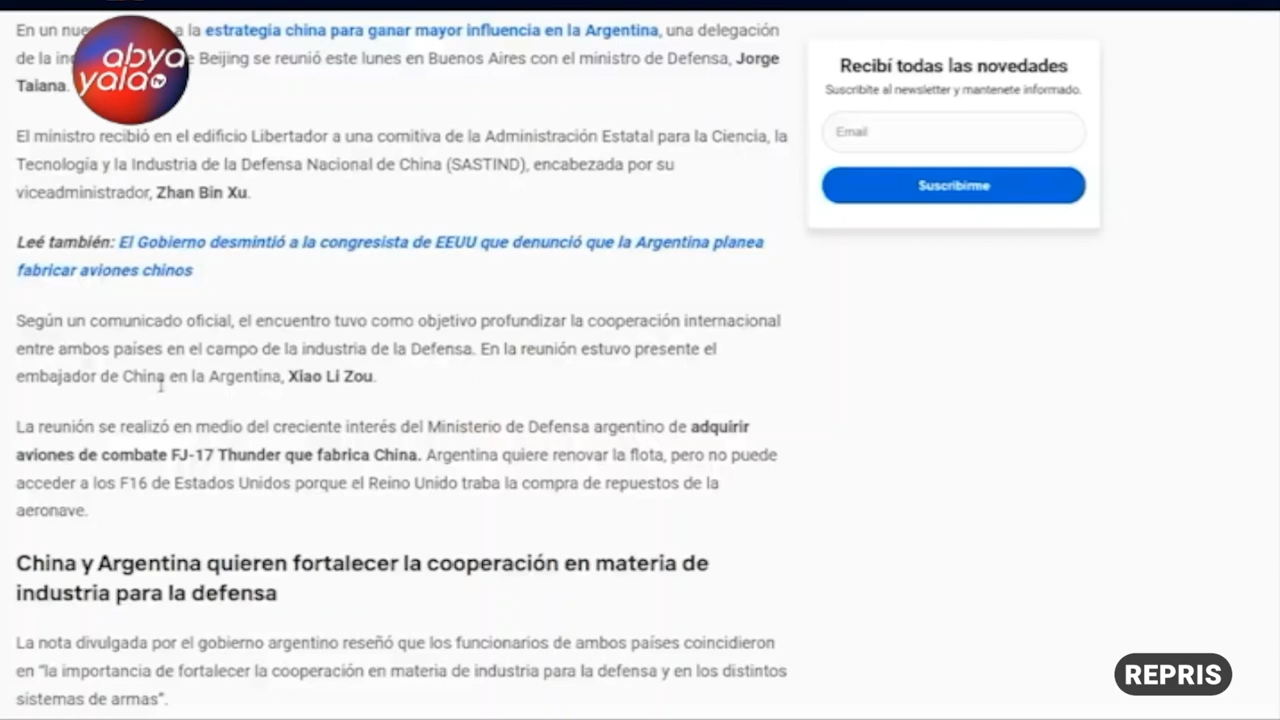 En un nue a la estrategia china para ganar mayor influencia en la Argentina, una delegación
de la in e Beijing se reunió este lunes en Buenos Aires con el ministro de Defensa, Jorge
Taiana.
abya
yala tv
El ministro recibió en el edificio Libertador a una comitiva de la Administración Estatal para la Ciencia, la
Tecnología y la Industria de la Defensa Nacional de China (SASTIND), encabezada por su
viceadministrador, Zhan Bin Xu.
Leé también: El Gobierno desmintió a la congresista de EEUU que denunció que la Argentina planea
fabricar aviones chinos
Según un comunicado oficial, el encuentro tuvo como objetivo profundizar la cooperación internacional
entre ambos países en el campo de la industria de la Defensa. En la reunión estuvo presente el
embajador de China en la Argentina, Xiao Li Zou.
La reunión se realizó en medio del creciente interés del Ministerio de Defensa argentino de adquirir
aviones de combate FJ-17 Thunder que fabrica China. Argentina quiere renovar la flota, pero no puede
acceder a los F16 de Estados Unidos porque el Reino Unido traba la compra de repuestos de la
aeronave.
China y Argentina quieren fortalecer la cooperación en materia de
industria para la defensa
La nota divulgada por el gobierno argentino reseñó que los funcionarios de ambos países coincidieron
en "la importancia de fortalecer la cooperación en materia de industria para la defensa y en los distintos
sistemas de armas".
Recibí todas las novedades
Suscribite al newsletter y mantenete informado.
Email
Suscribirme
REPRIS